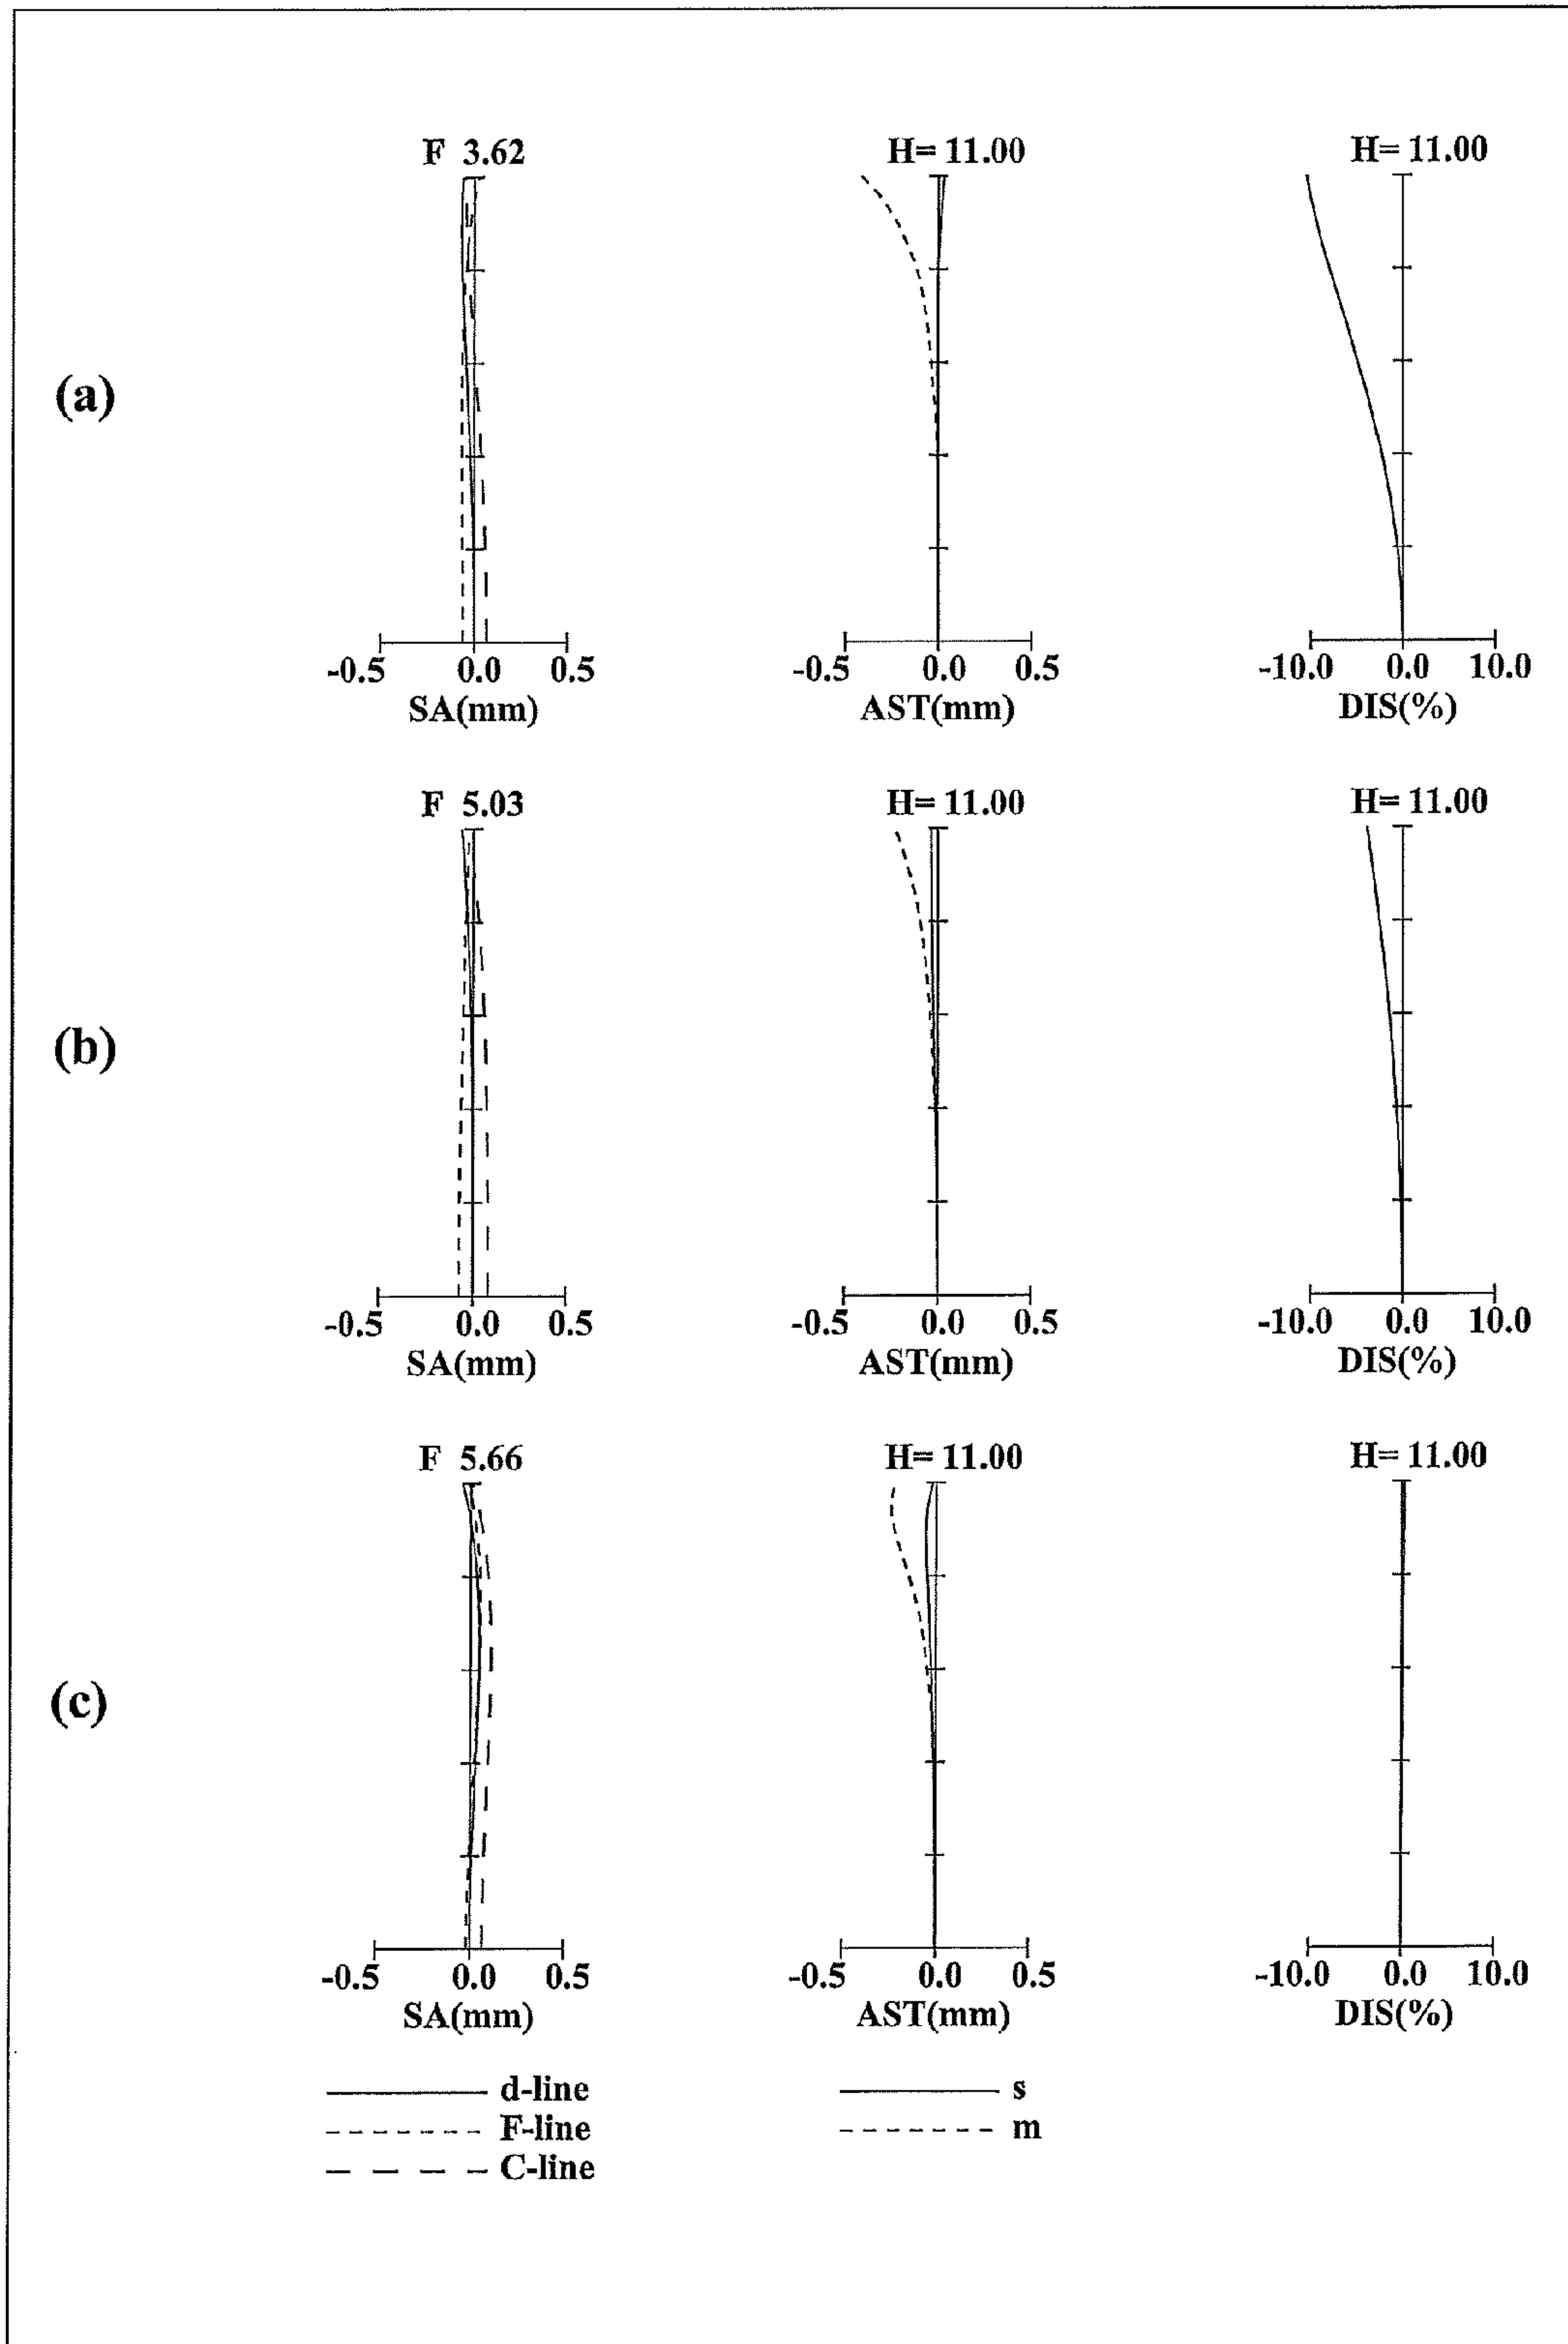 (a)
F 3.62
-0.5 0.0 0.5
SA(mm)
H= 11.00
-0.5 0.0 0.5
AST(mm)
H= 11.00
-10.0 0.0 10.0
DIS(%)
(b)
F 5.03
-0.5 0.0 0.5
SA(mm)
H= 11.00
-0.5 0.0 0.5
AST(mm)
H= 11.00
-10.0 0.0 10.0
DIS(%)
(c)
F 5.66
-0.5 0.0 0.5
SA(mm)
H= 11.00
-0.5 0.0 0.5
AST(mm)
H= 11.00
-10.0 0.0 10.0
DIS(%)
d-line
F-line
C-line
s
m